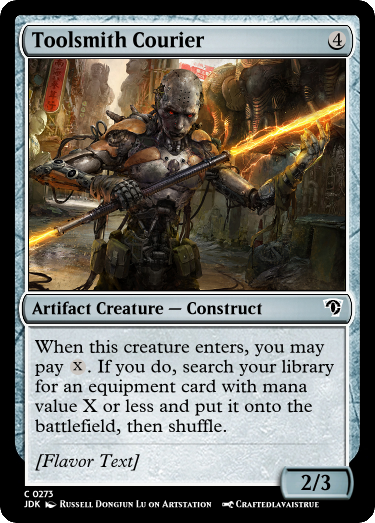 Toolsmith Courier 4
Artifact Creature — Construct
When this creature enters, you may
pay X. If you do, search your library
for an equipment card with mana
value X or less and put it onto the
battlefield, then shuffle.
[Flavor Text]
2/3
C 0273
JDK Russell Dongjun Lu on Artstation Craftedlavaistrue